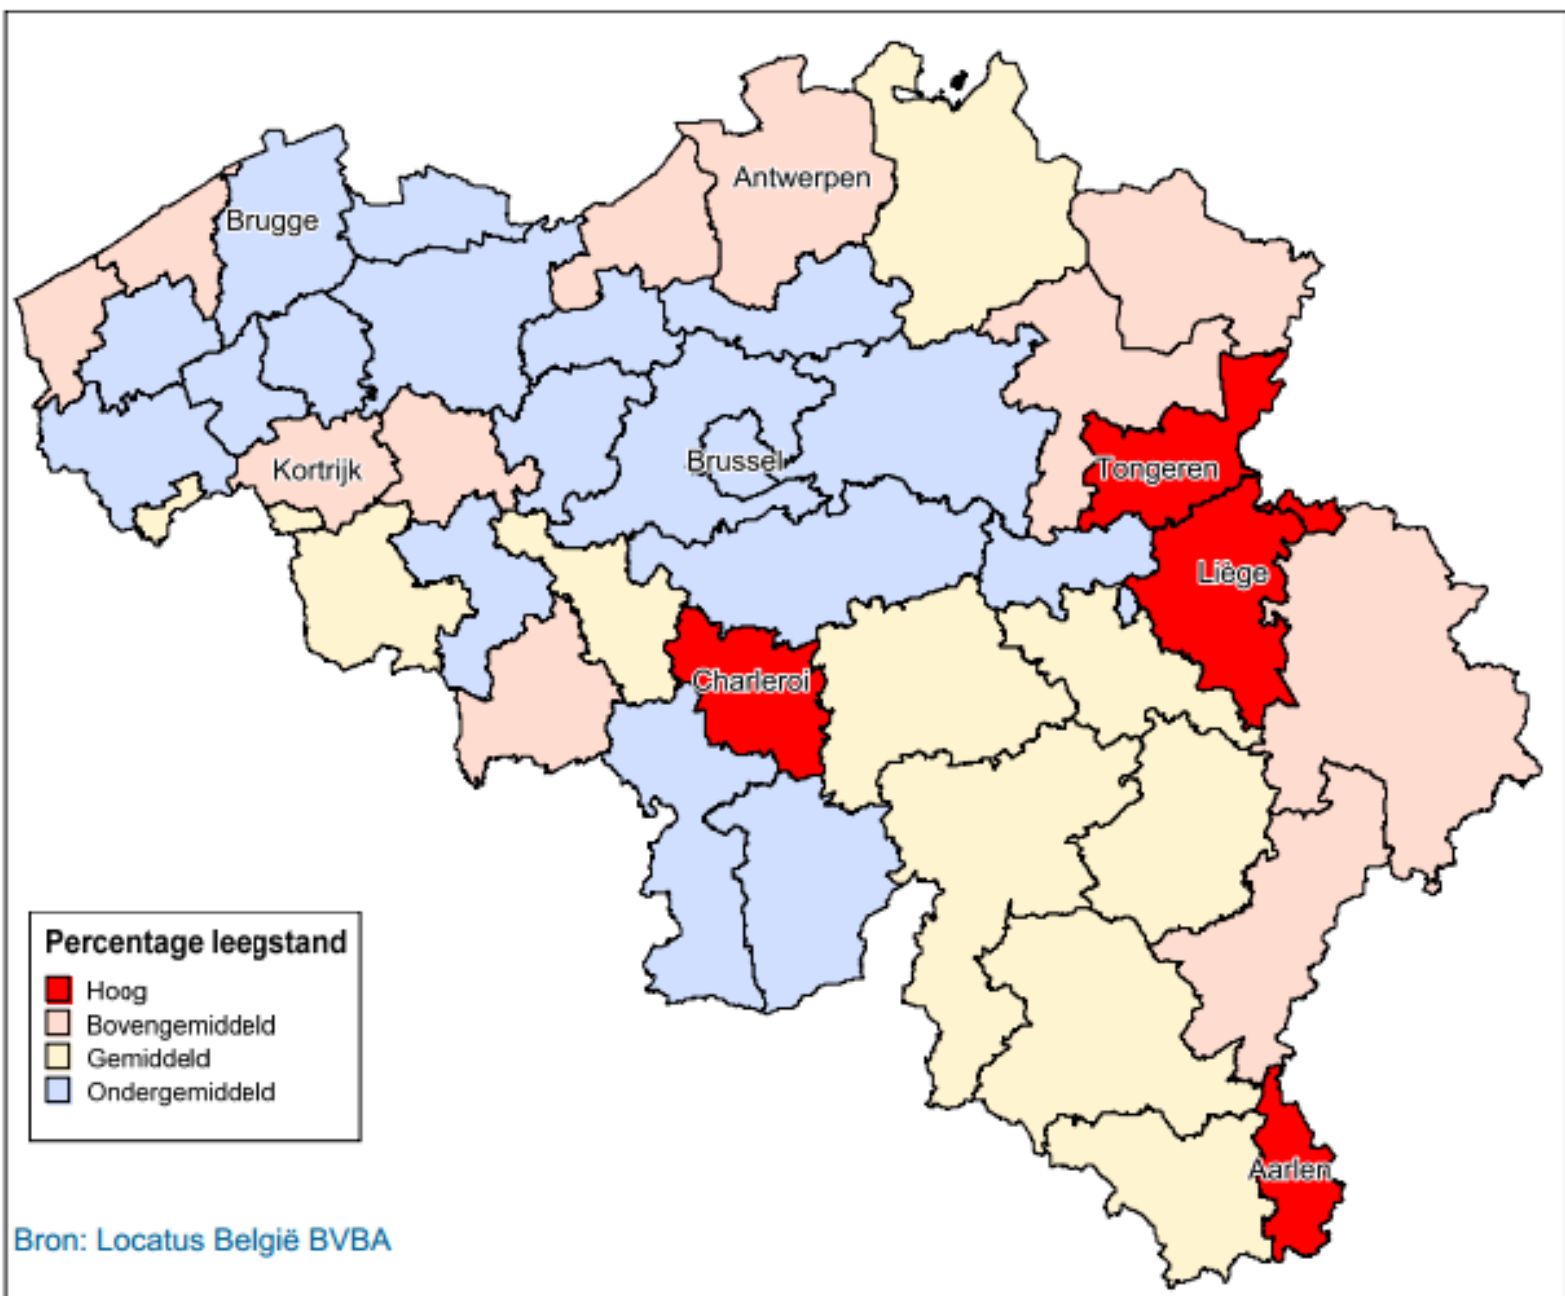 Antwerpen
Brugge
Brussel
Kortrijk
Tongeren
Liège
Charleroi
Aarlen
Percentage leegstand
Hoog
Bovengemiddeld
Gemiddeld
Ondergemiddeld
Bron: Locatus België BVBA